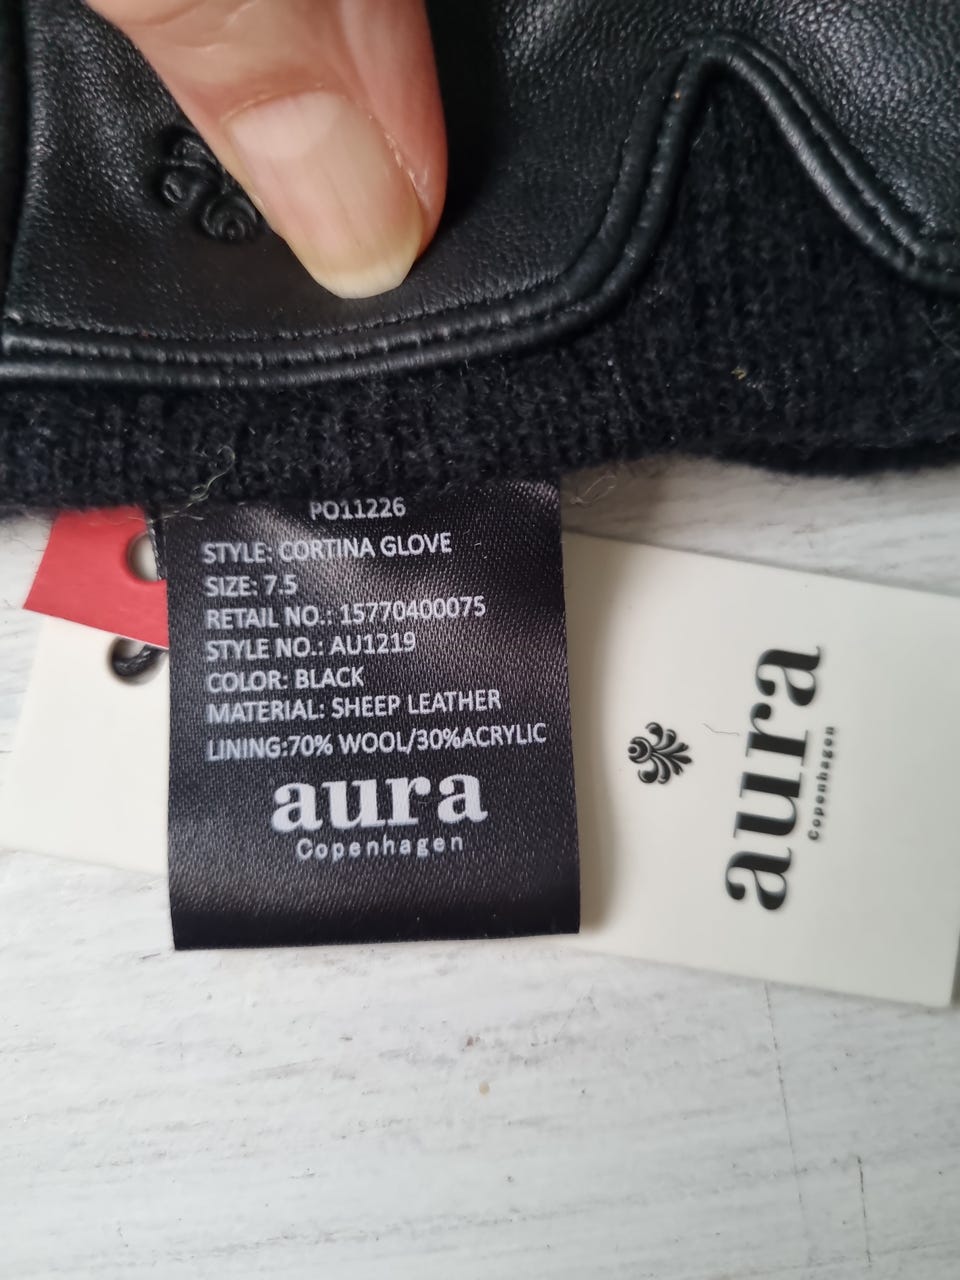 PO11226
STYLE: CORTINA GLOVE
SIZE: 7.5
RETAIL NO.: 15770400075
STYLE NO.: AU1219
COLOR: BLACK
MATERIAL: SHEEP LEATHER
LINING:70% WOOL/30%ACRYLIC
aura
Copenhagen
aura
Copenhagen